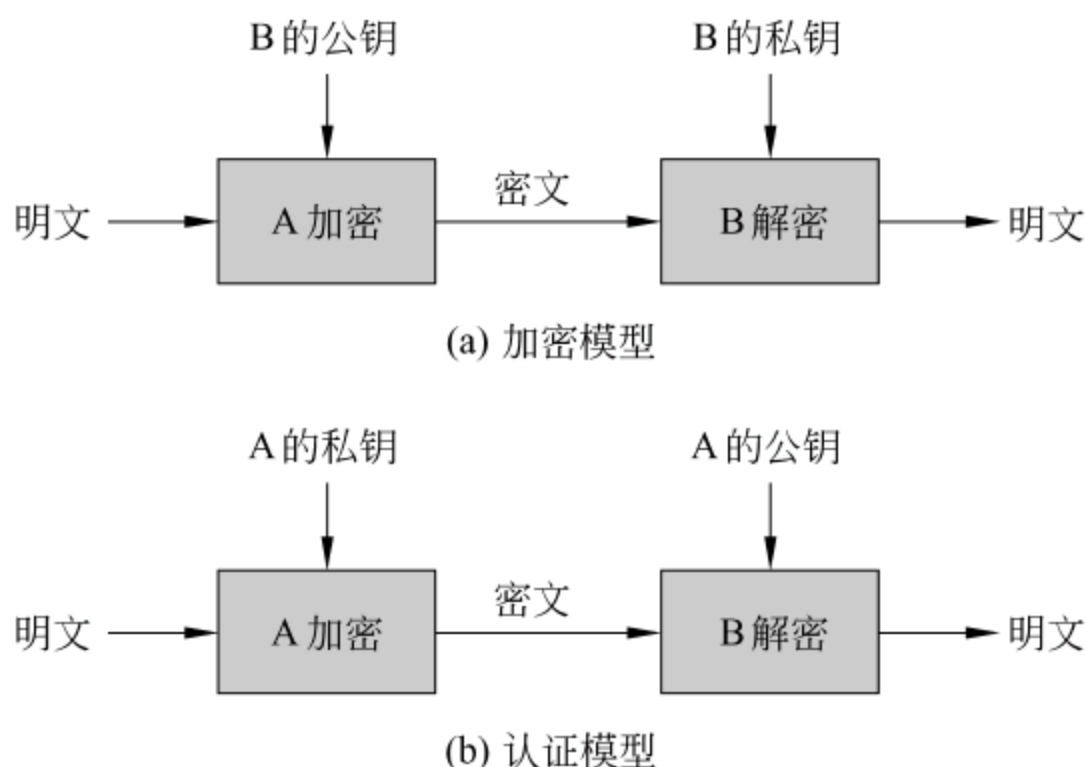 B的公钥 B的私钥
密文
明文 A加密 B解密 明文
(a) 加密模型
A的私钥 A的公钥
密文
明文 A加密 B解密 明文
(b) 认证模型